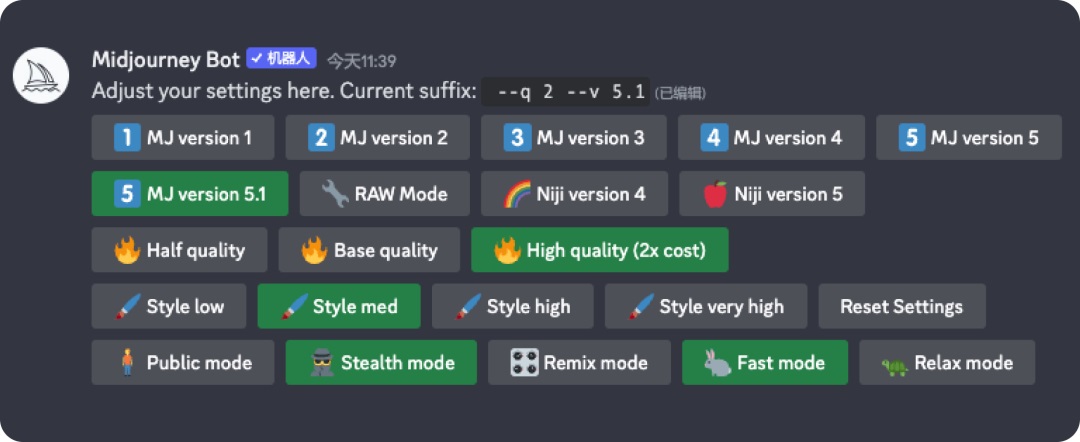 Midjourney Bot ✓ 机器人 今天11:39
Adjust your settings here. Current suffix: --q 2 --v 5.1 (已编辑)
1 MJ version 1 2 MJ version 2 3 MJ version 3 4 MJ version 4 5 MJ version 5
5 MJ version 5.1 RAW Mode Niji version 4 Niji version 5
Half quality Base quality High quality (2x cost)
Style low Style med Style high Style very high Reset Settings
Public mode Stealth mode Remix mode Fast mode Relax mode